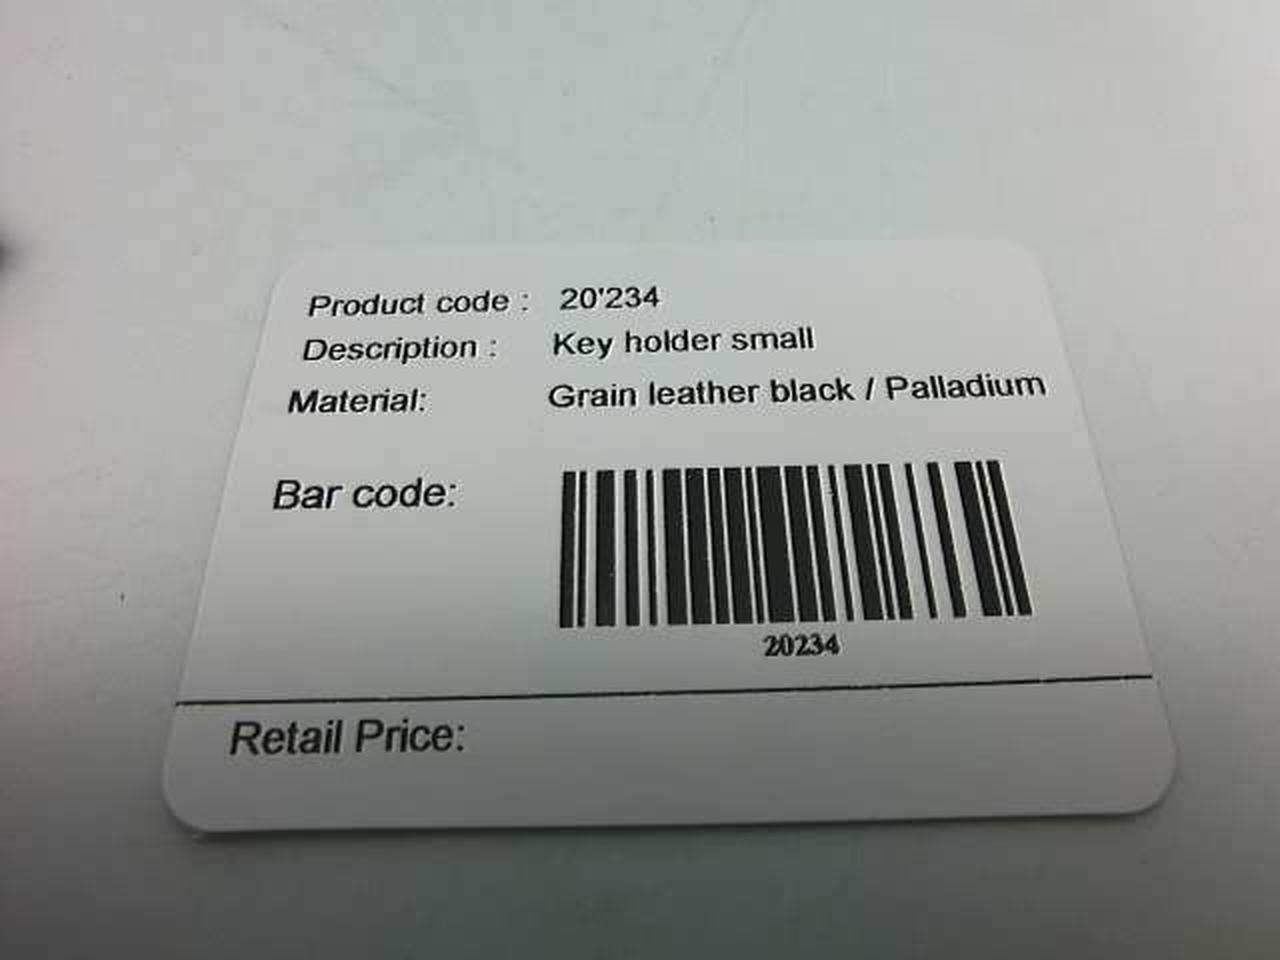 Product code : 20'234
Description : Key holder small
Material: Grain leather black / Palladium
Bar code:
20234
Retail Price: